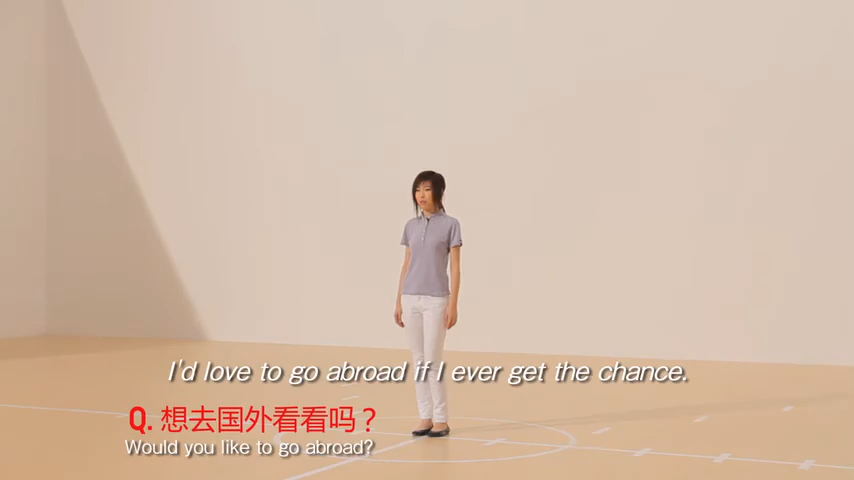 I'd love to go abroad if I ever get the chance.
Q. 想去国外看看吗？
Would you like to go abroad?